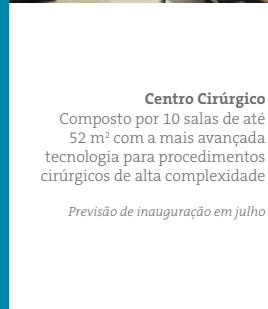 Centro Cirúrgico
Composto por 10 salas de até
52 m² com a mais avançada
tecnologia para procedimentos
cirúrgicos de alta complexidade
Previsão de inauguração em julho